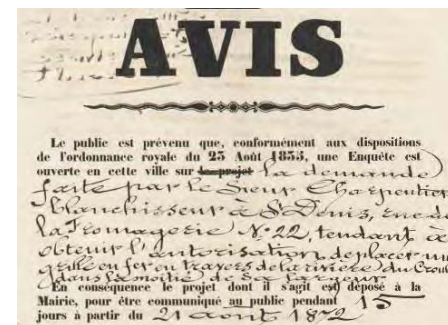 AVIS
Le public est prévenu que, conformément aux dispositions
de l'ordonnance royale du 23 Août 1835, une Enquête est
ouverte en cette ville sur le projet la demande
faite par le Sieur Charpentier
blanchisseur à St Denis, rue de
la Fromagerie N° 22, tendant à
obtenir l'autorisation de placer une
grille en fer au travers de la rivière du Croult
dans la moitié de sa largeur
En conséquence le projet dont il s'agit est déposé à la
Mairie, pour être communiqué au public pendant 15
jours à partir du 21 août 1872